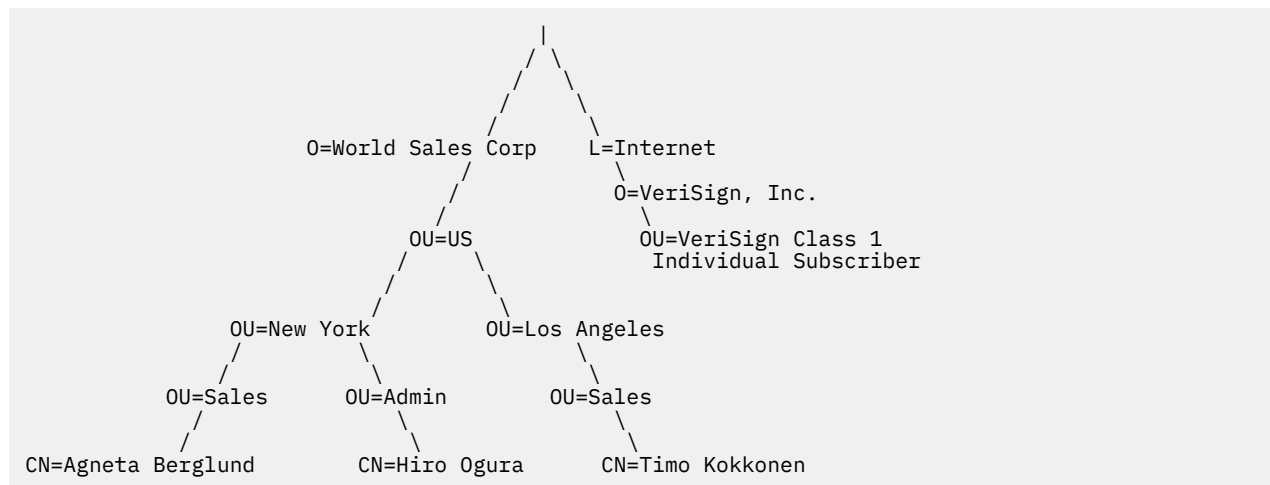 O=World Sales Corp L=Internet
O=VeriSign, Inc.
OU=US OU=VeriSign Class 1
Individual Subscriber
OU=New York OU=Los Angeles
OU=Sales OU=Admin OU=Sales
CN=Agneta Berglund CN=Hiro Ogura CN=Timo Kokkonen